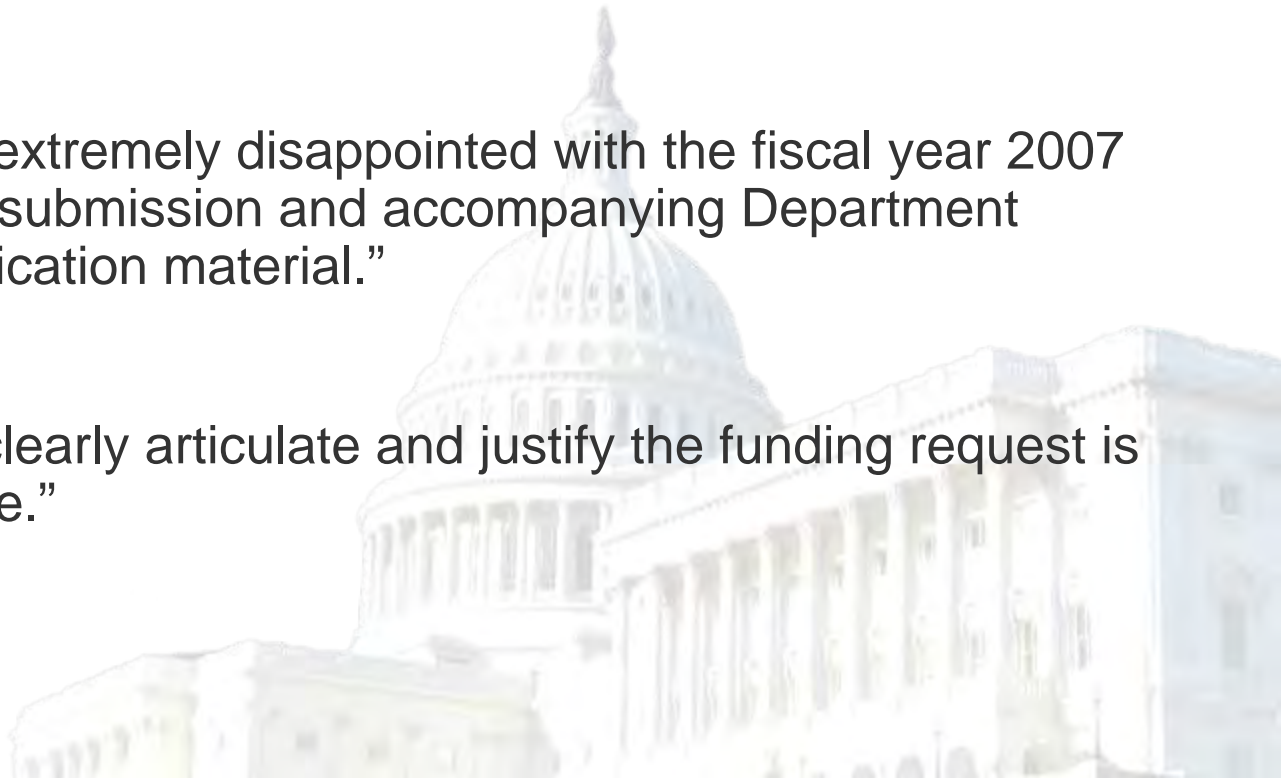 extremely disappointed with the fiscal year 2007
submission and accompanying Department
ication material.”
clearly articulate and justify the funding request is
e.”